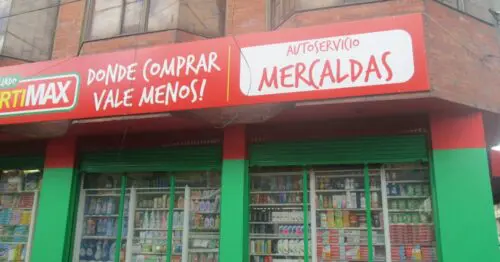 RTIMAX
DONDE COMPRAR
VALE MENOS!
AUTOSERVICIO
MERCALDAS